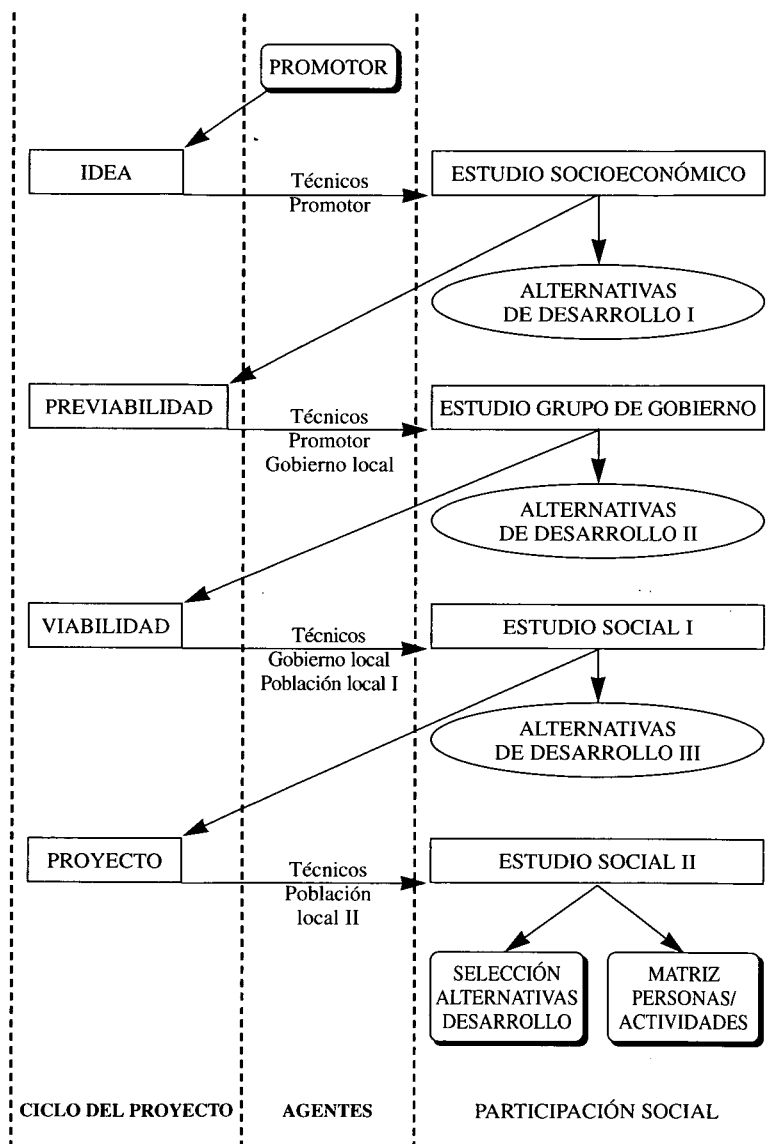 PROMOTOR
IDEA
Técnicos
Promotor
ESTUDIO SOCIOECONÓMICO
ALTERNATIVAS
DE DESARROLLO I
PREVIABILIDAD
Técnicos
Promotor
Gobierno local
ESTUDIO GRUPO DE GOBIERNO
ALTERNATIVAS
DE DESARROLLO II
VIABILIDAD
Técnicos
Gobierno local
Población local I
ESTUDIO SOCIAL I
ALTERNATIVAS
DE DESARROLLO III
PROYECTO
Técnicos
Población
local II
ESTUDIO SOCIAL II
SELECCIÓN
ALTERNATIVAS
DESARROLLO
MATRIZ
PERSONAS/
ACTIVIDADES
CICLO DEL PROYECTO
AGENTES
PARTICIPACIÓN SOCIAL